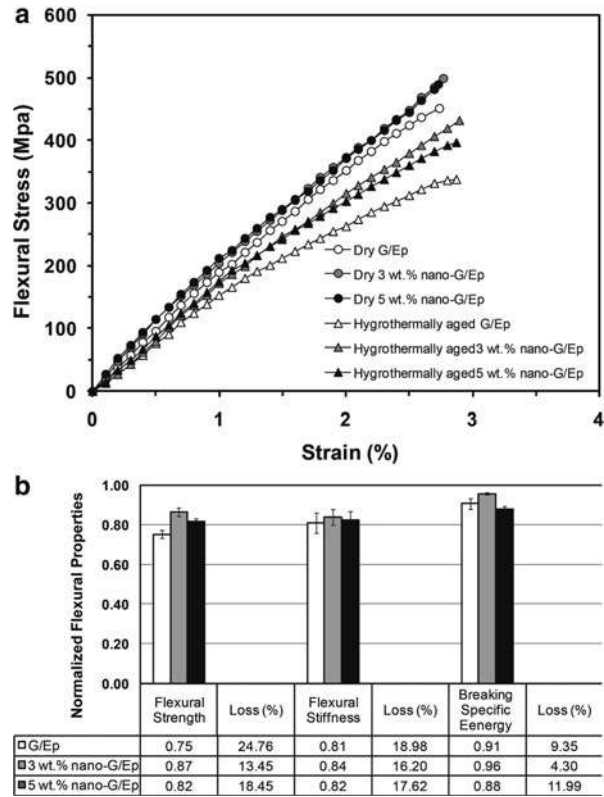 a
600
500
400
300
200
100
0
Flexural Stress (Mpa)
Dry G/Ep
Dry 3 wt.% nano-G/Ep
Dry 5 wt.% nano-G/Ep
Hygrothermally aged G/Ep
Hygrothermally aged3 wt.% nano-G/Ep
Hygrothermally aged5 wt.% nano-G/Ep
0 1 2 3 4
Strain (%)
b
1.00
0.80
0.60
0.40
0.20
0.00
Normalized Flexural Properties
Flexural Strength Loss (%) Flexural Stiffness Loss (%) Breaking Specific Eenergy Loss (%)
G/Ep 0.75 24.76 0.81 18.98 0.91 9.35
3 wt.% nano-G/Ep 0.87 13.45 0.84 16.20 0.96 4.30
5 wt.% nano-G/Ep 0.82 18.45 0.82 17.62 0.88 11.99